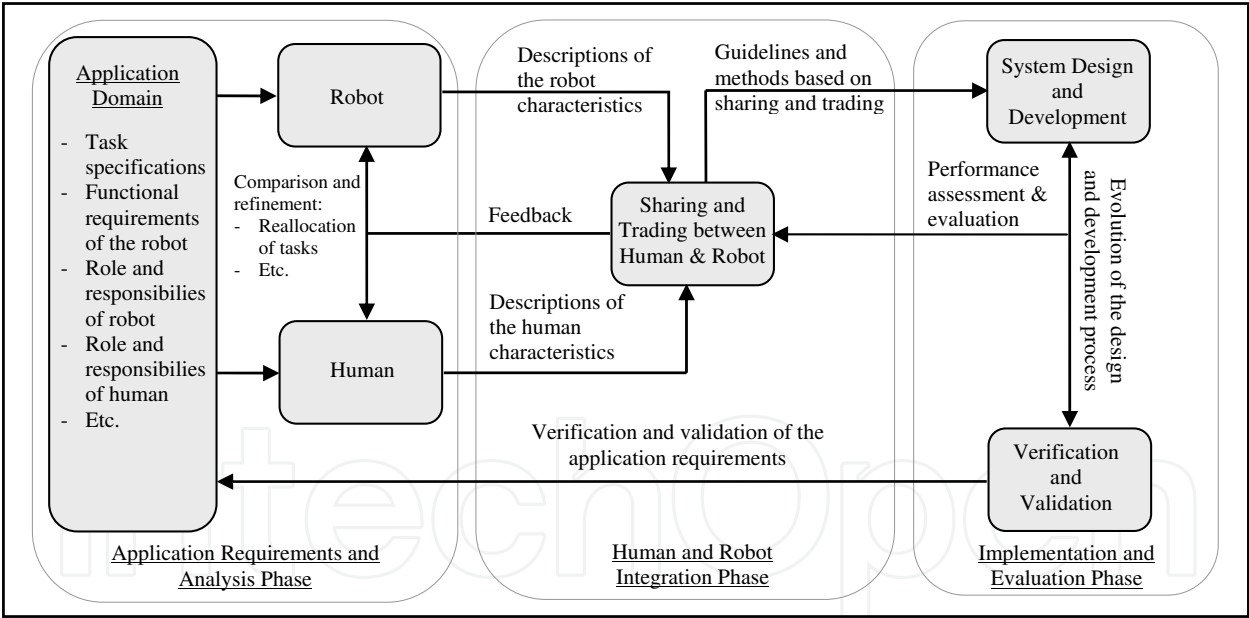 Application
Domain
- Task
specifications
- Functional
requirements
of the robot
- Role and
responsibilies
of robot
- Role and
responsibilies
of human
- Etc.
Robot
Comparison and
refinement:
- Reallocation
of tasks
- Etc.
Human
Application Requirements and
Analysis Phase
Descriptions of
the robot
characteristics
Feedback
Sharing and
Trading between
Human & Robot
Descriptions of
the human
characteristics
Guidelines and
methods based on
sharing and trading
Verification and validation of the
application requirements
Human and Robot
Integration Phase
System Design
and
Development
Performance
assessment &
evaluation
Evolution of the design
and development process
Verification
and
Validation
Implementation and
Evaluation Phase
IntechOpen